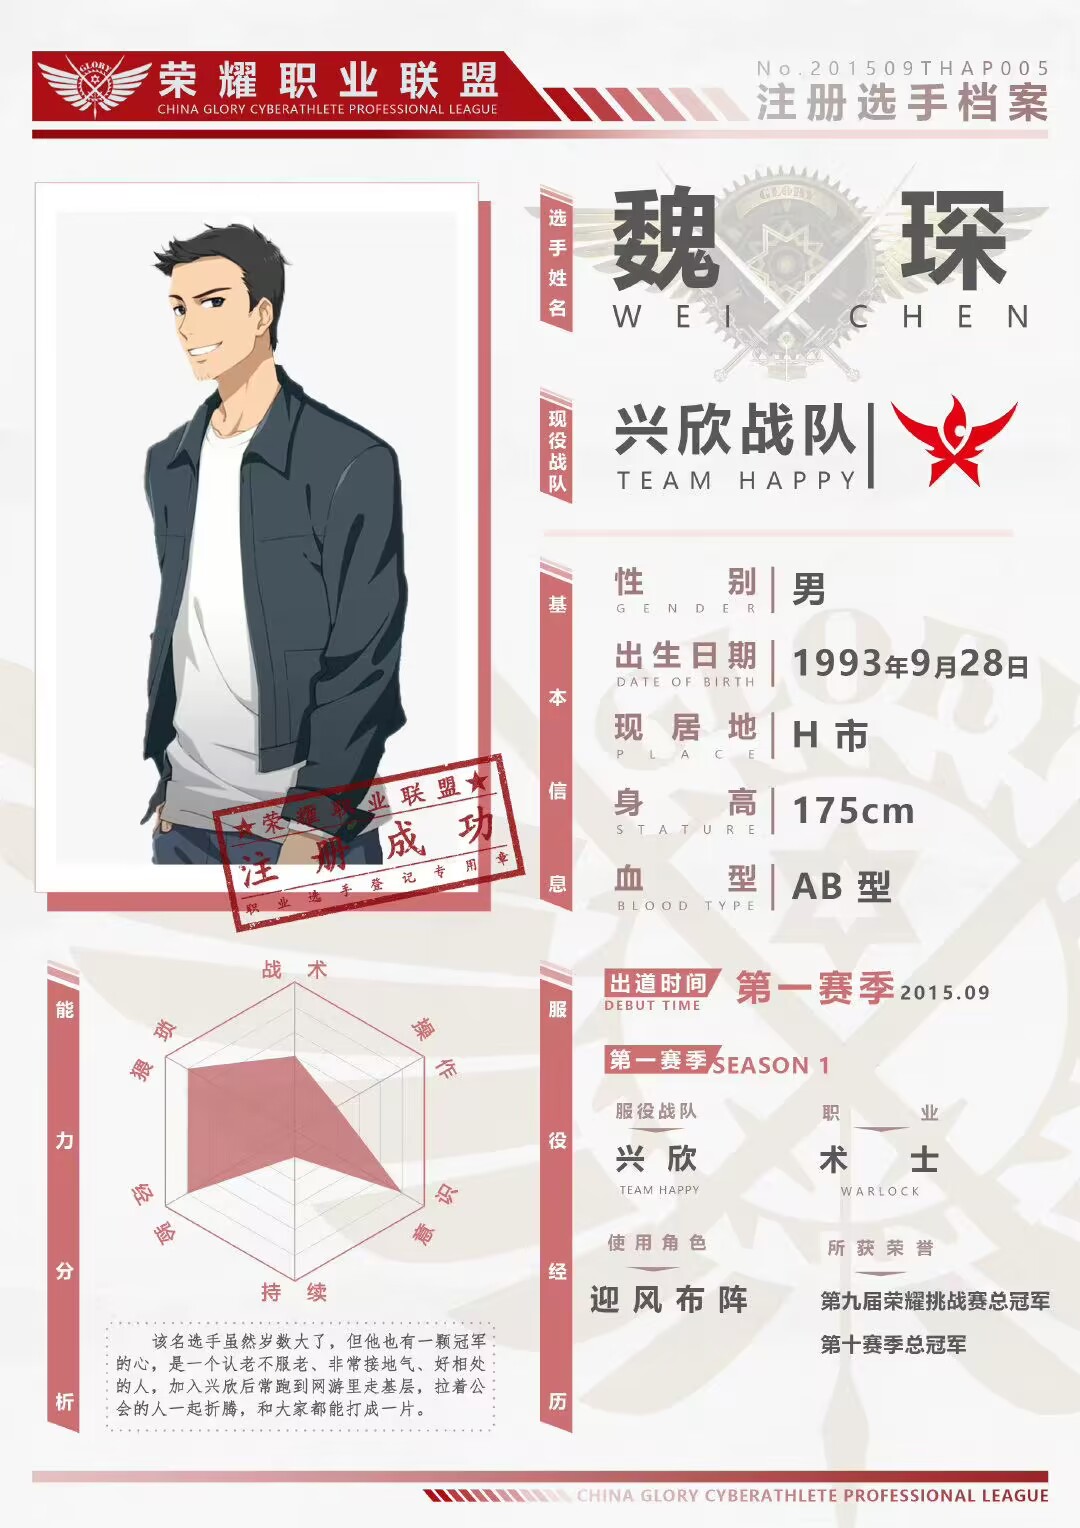 GLORY
荣耀职业联盟
CHINA GLORY CYBERATHLETE PROFESSIONAL LEAGUE
No.201509THAP005
注册选手档案
选手姓名
魏琛
WEI CHEN
GLORY
现役战队
兴欣战队
TEAM HAPPY
基本信息
性别
GENDER
男
出生日期
DATE OF BIRTH
1993年9月28日
现居地
PLACE
H 市
身高
STATURE
175cm
血型
BLOOD TYPE
AB 型
GLORY
★荣耀职业联盟★
注册成功
职业选手登记专用章
能力分析
战术
操作
意识
持续
经验
猥琐
该名选手虽然岁数大了，但他也有一颗冠军
的心，是一个认老不服老、非常接地气、好相处
的人，加入兴欣后常跑到网游里走基层，拉着公
会的人一起折腾，和大家都能打成一片。
服役经历
出道时间
DEBUT TIME
第一赛季2015.09
第一赛季 SEASON 1
服役战队
兴欣
TEAM HAPPY
职业
术士
WARLOCK
使用角色
迎风布阵
所获荣誉
第九届荣耀挑战赛总冠军
第十赛季总冠军
CHINA GLORY CYBERATHLETE PROFESSIONAL LEAGUE